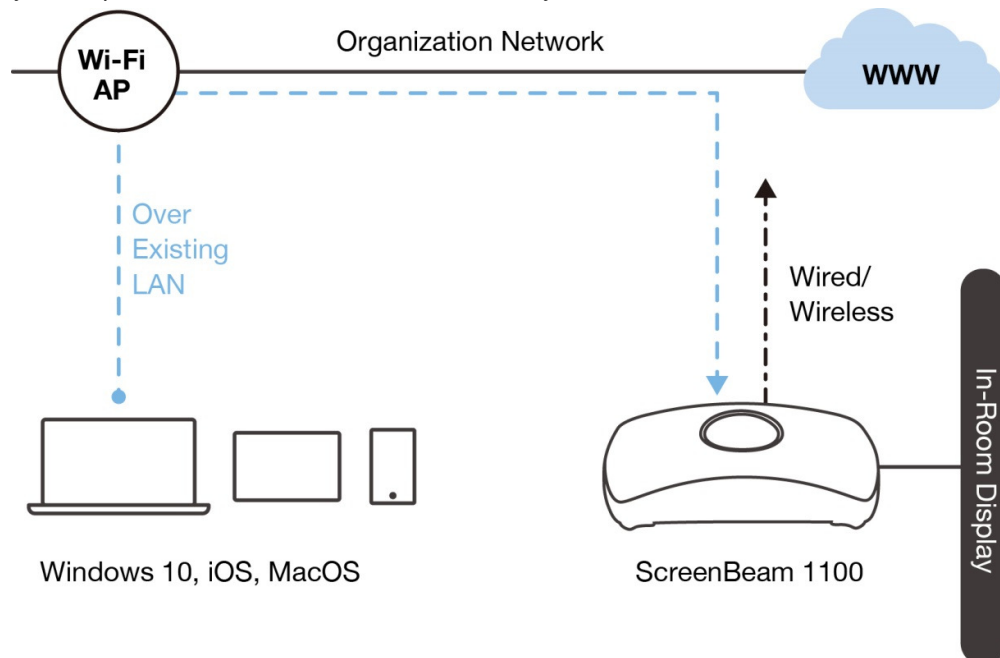 Wi-Fi
AP
Organization Network
WWW
Over
Existing
LAN
Wired/
Wireless
In-Room Display
Windows 10, iOS, MacOS
ScreenBeam 1100